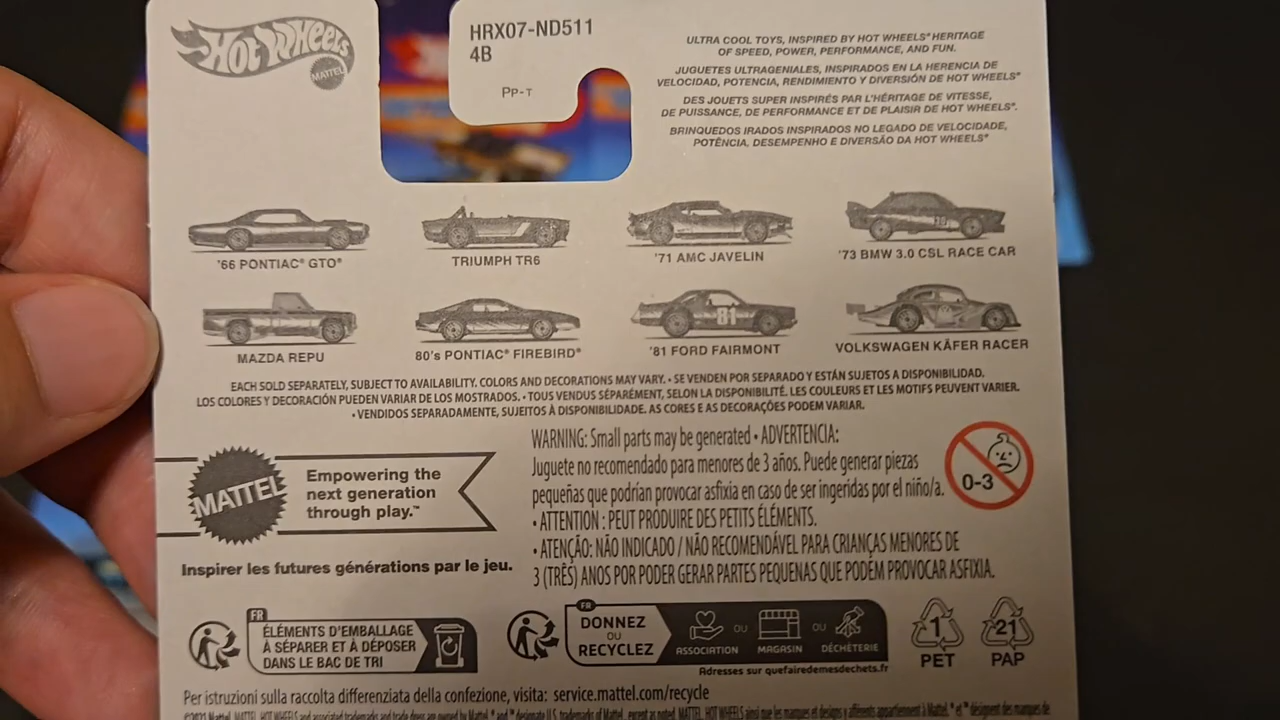 Hot Wheels
MATTEL
HRX07-ND511
4B
PP-T
ULTRA COOL TOYS, INSPIRED BY HOT WHEELS® HERITAGE
OF SPEED, POWER, PERFORMANCE, AND FUN.
JUGUETES ULTRAGENIALES, INSPIRADOS EN LA HERENCIA DE
VELOCIDAD, POTENCIA, RENDIMIENTO Y DIVERSIÓN DE HOT WHEELS®
DES JOUETS SUPER INSPIRÉS PAR L'HÉRITAGE DE VITESSE,
DE PUISSANCE, DE PERFORMANCE ET DE PLAISIR DE HOT WHEELS®.
BRINQUEDOS IRADOS INSPIRADOS NO LEGADO DE VELOCIDADE,
POTÊNCIA, DESEMPENHO E DIVERSÃO DA HOT WHEELS®
'66 PONTIAC® GTO®
TRIUMPH TR6
'71 AMC JAVELIN
'73 BMW 3.0 CSL RACE CAR
MAZDA REPU
80's PONTIAC® FIREBIRD®
81
'81 FORD FAIRMONT
VOLKSWAGEN KÄFER RACER
EACH SOLD SEPARATELY, SUBJECT TO AVAILABILITY. COLORS AND DECORATIONS MAY VARY. • SE VENDEN POR SEPARADO Y ESTÁN SUJETOS A DISPONIBILIDAD.
LOS COLORES Y DECORACIÓN PUEDEN VARIAR DE LOS MOSTRADOS. • TOUS VENDUS SÉPARÉMENT, SELON LA DISPONIBILITÉ. LES COULEURS ET LES MOTIFS PEUVENT VARIER.
• VENDIDOS SEPARADAMENTE, SUJEITOS À DISPONIBILIDADE. AS CORES E AS DECORAÇÕES PODEM VARIAR.
MATTEL
Empowering the
next generation
through play.™
Inspirer les futures générations par le jeu.
WARNING: Small parts may be generated • ADVERTENCIA:
Juguete no recomendado para menores de 3 años. Puede generar piezas
pequeñas que podrían provocar asfixia en caso de ser ingeridas por el niño/a.
• ATTENTION : PEUT PRODUIRE DES PETITS ÉLÉMENTS.
• ATENÇÃO: NÃO INDICADO / NÃO RECOMENDÁVEL PARA CRIANÇAS MENORES DE
3 (TRÊS) ANOS POR PODER GERAR PARTES PEQUENAS QUE PODEM PROVOCAR ASFIXIA.
0-3
FR
ÉLÉMENTS D'EMBALLAGE
À SÉPARER ET À DÉPOSER
DANS LE BAC DE TRI
FR
DONNEZ
OU
RECYCLEZ
ASSOCIATION
OU
MAGASIN
OU
DÉCHÈTERIE
Adresses sur quefairedemesdechets.fr
1
PET
21
PAP
Per istruzioni sulla raccolta differenziata della confezione, visita: service.mattel.com/recycle